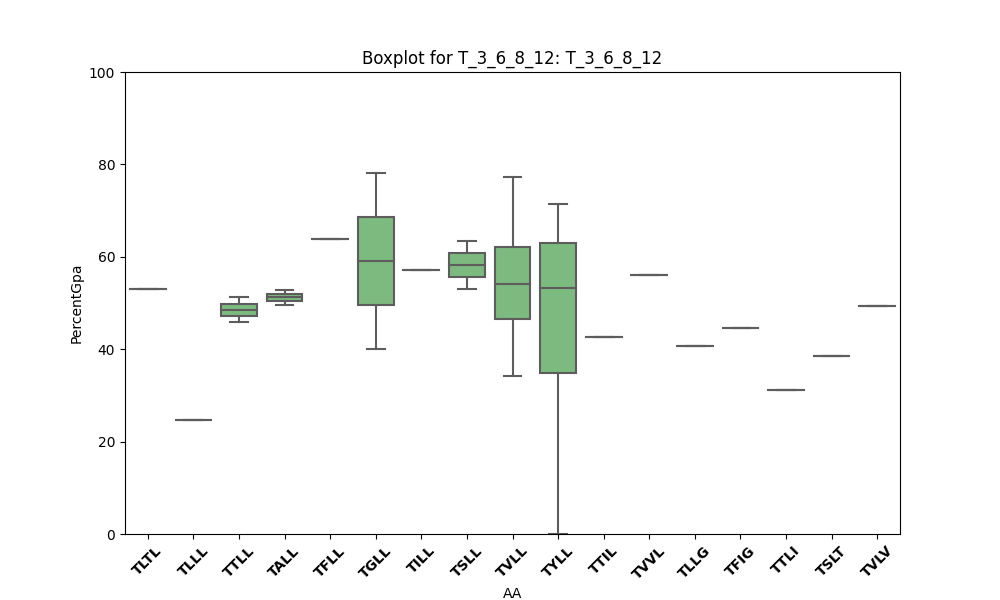 Boxplot for T_3_6_8_12: T_3_6_8_12
100
80
60
40
20
0
PercentGpa
TLTL
TLLL
TTLL
TALL
TFLL
TGLL
TILL
TSLL
TVLL
TYLL
TTIL
TVVL
TLLG
TFIG
TTLI
TSLT
TVLV
AA